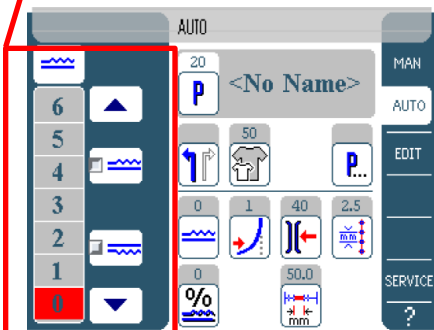 AUTO
20
P
<No Name>
MAN
AUTO
EDIT
SERVICE
?
6
5
4
3
2
1
0
50
P...
0
1
40
2.5
mm
0
%
50.0
mm